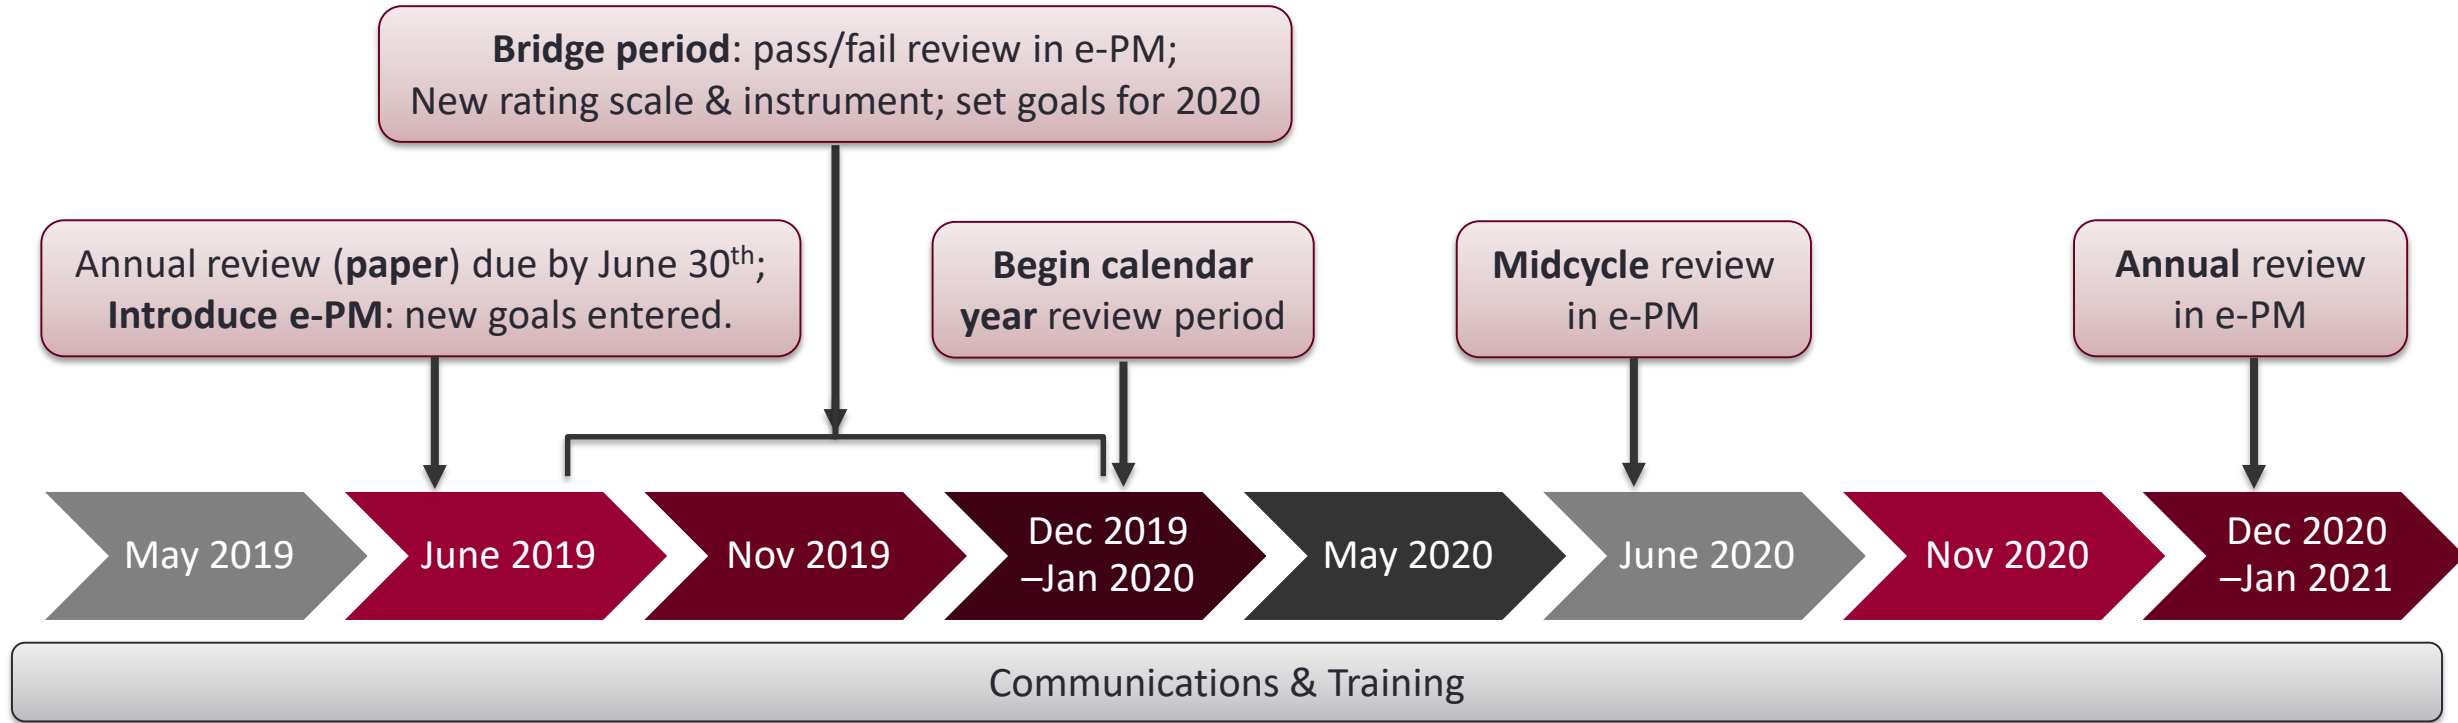 Bridge period: pass/fail review in e-PM;
New rating scale & instrument; set goals for 2020
Annual review (paper) due by June 30th;
Introduce e-PM: new goals entered.
Begin calendar
year review period
Midcycle review
in e-PM
Annual review
in e-PM
May 2019
June 2019
Nov 2019
Dec 2019
–Jan 2020
May 2020
June 2020
Nov 2020
Dec 2020
–Jan 2021
Communications & Training